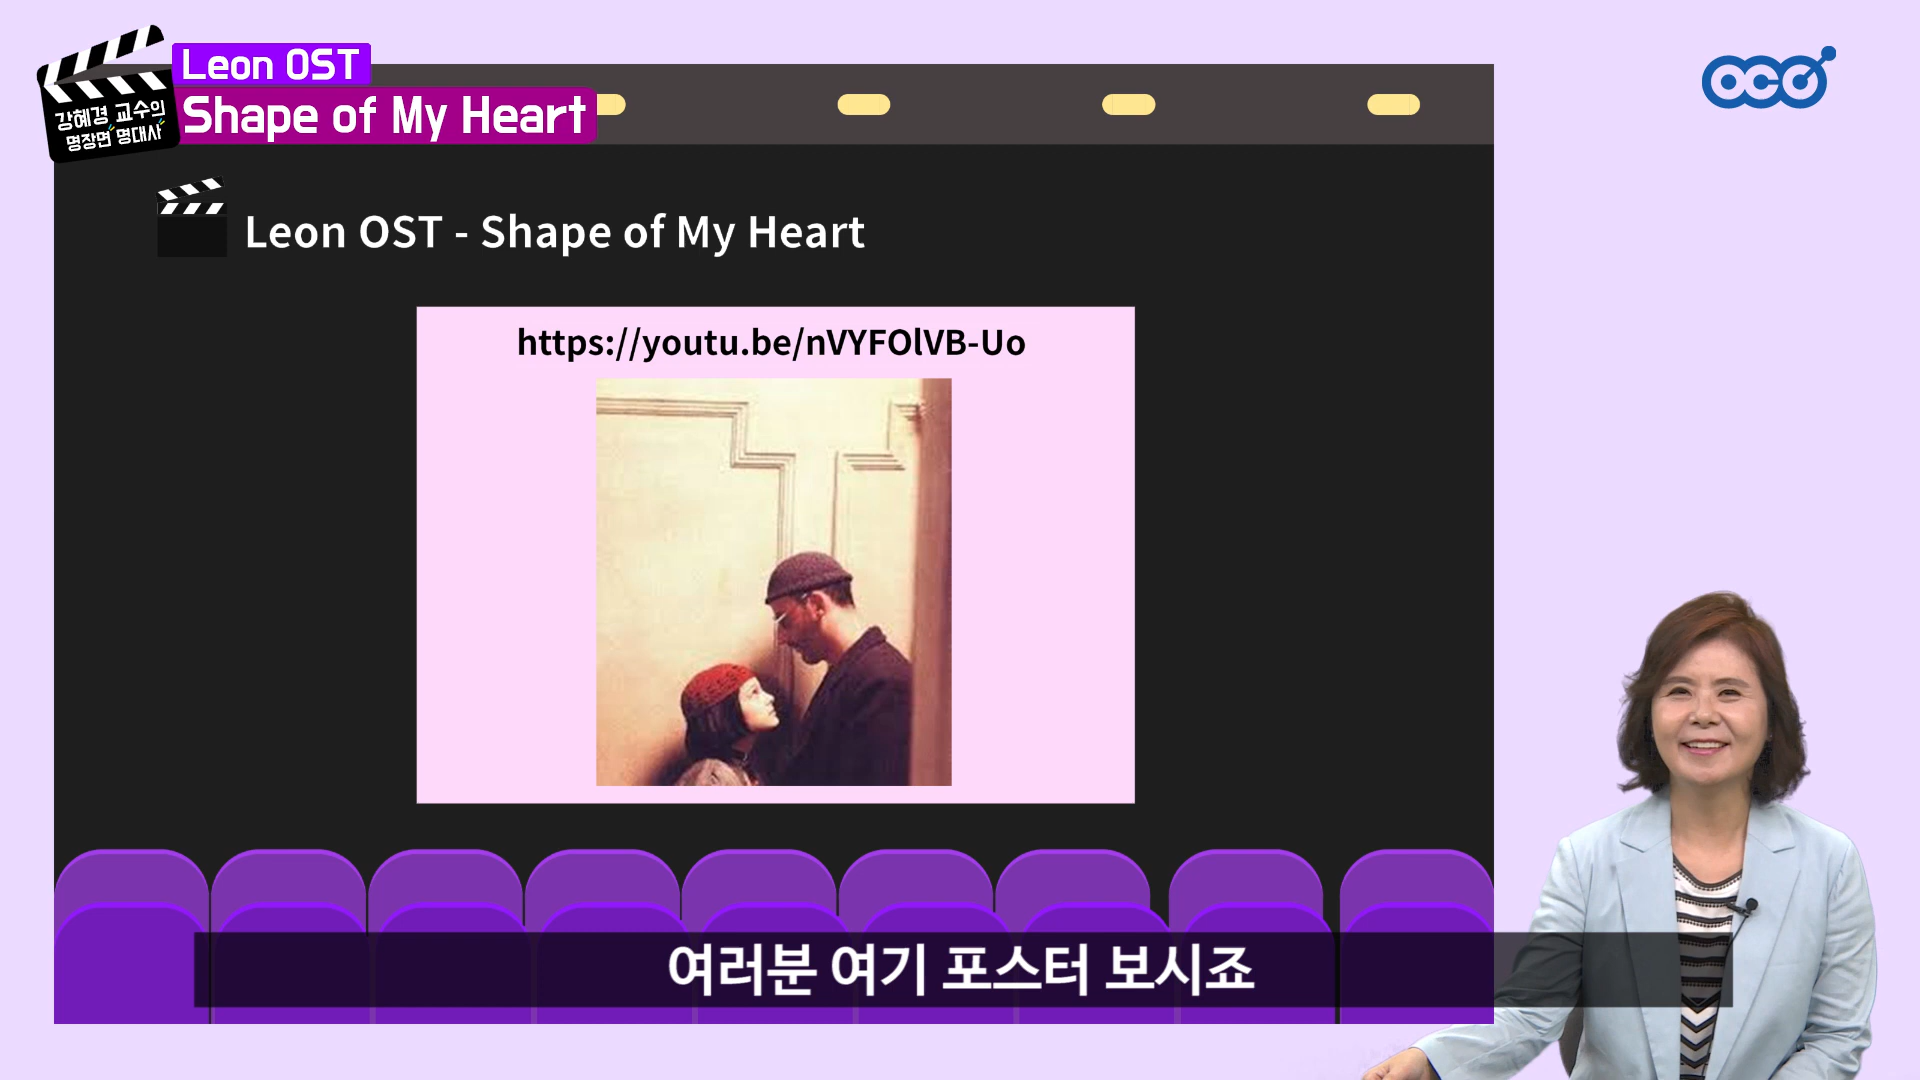 Leon OST
Shape of My Heart
강혜경 교수의
명장면 명대사
oco
Leon OST - Shape of My Heart
https://youtu.be/nVYFOlVB-Uo
여러분 여기 포스터 보시죠